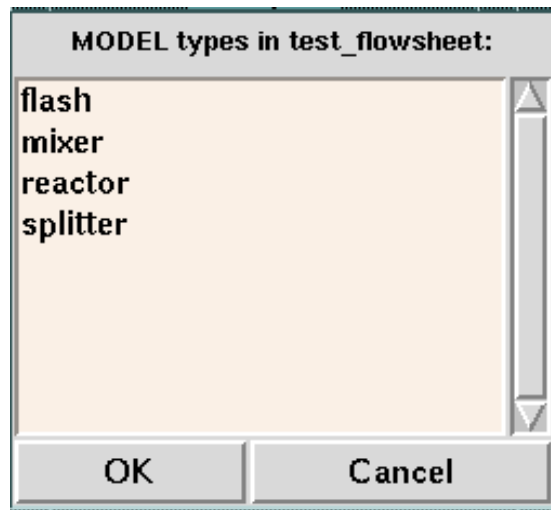 MODEL types in test_flowsheet:
flash
mixer
reactor
splitter
OK
Cancel